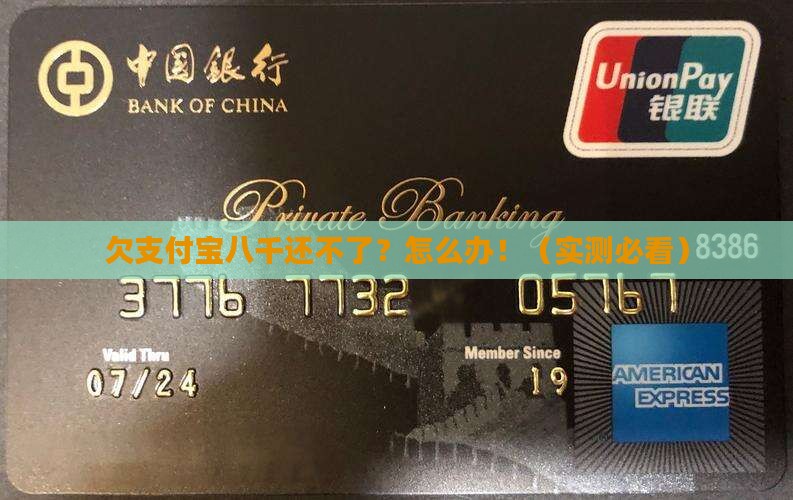 中国银行
BANK OF CHINA
UnionPay
银联
Private Banking
欠支付宝八千还不了？怎么办！（实测必看）
8386
3776 7732 05767
Valid Thru
07/24
Member Since
19
AMERICAN
EXPRESS